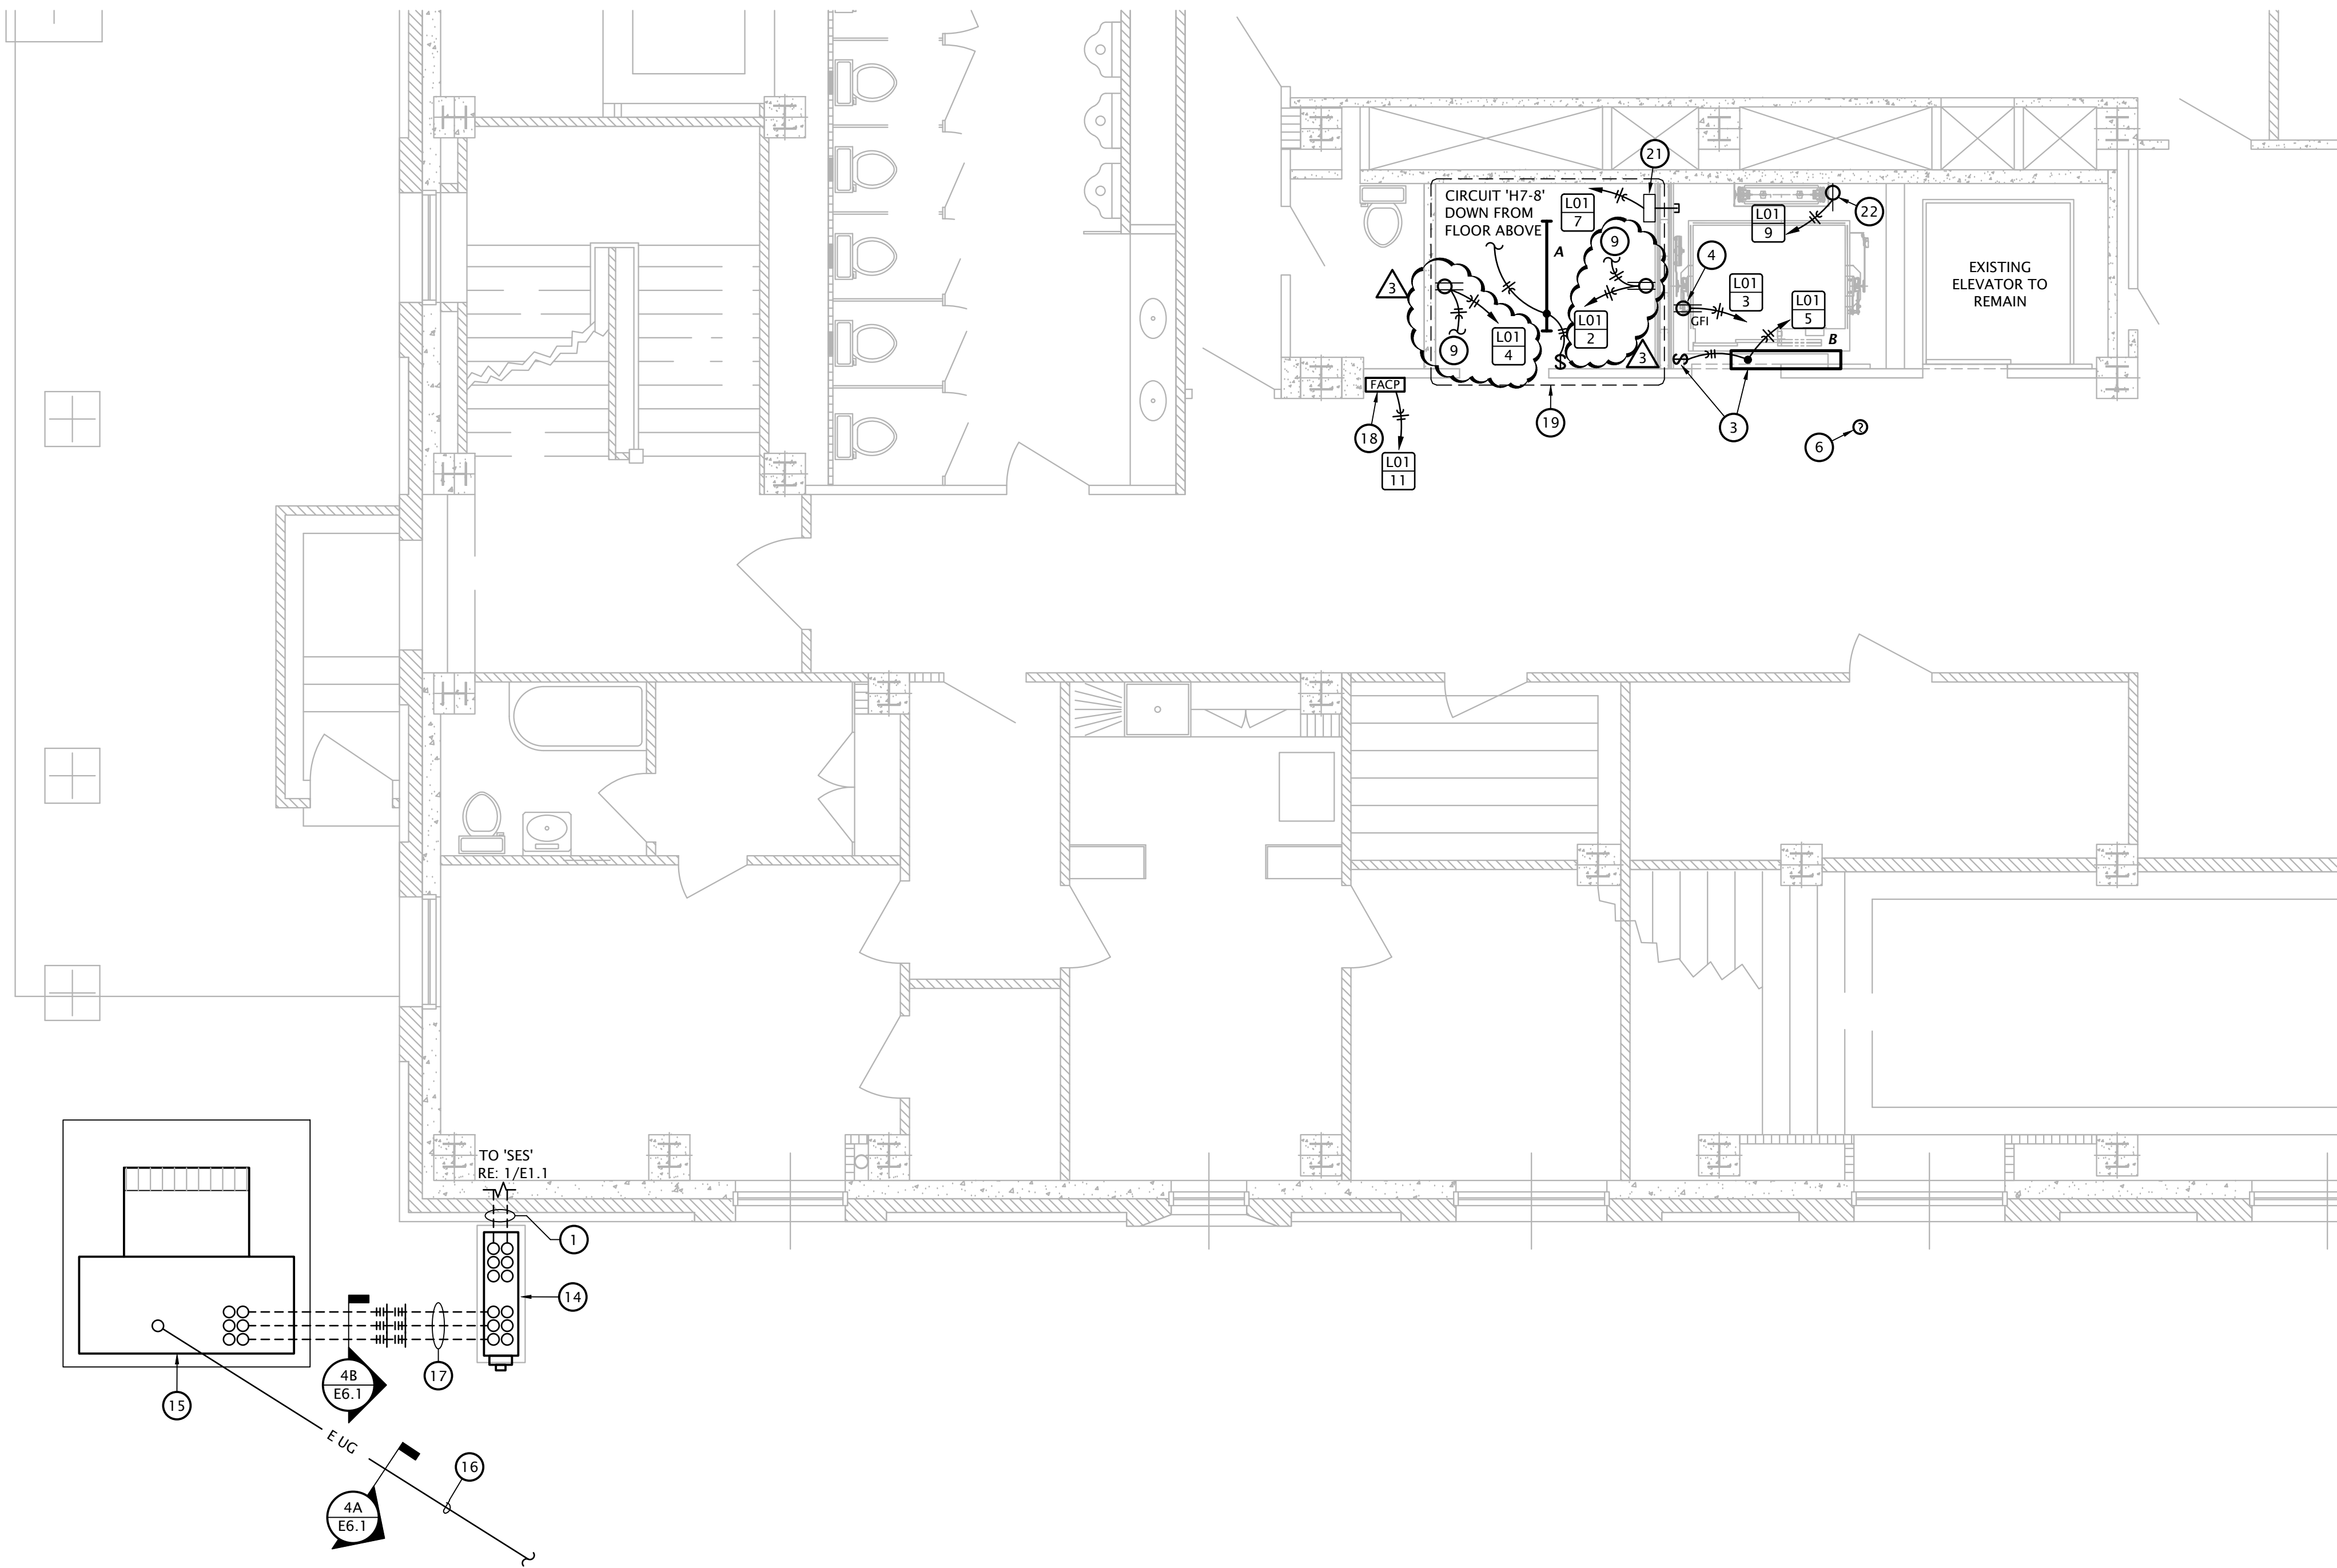 21
CIRCUIT 'H7-8'
DOWN FROM
FLOOR ABOVE
L01
7
A
9
3
L01
9
22
4
L01
3
L01
5
B
GFI
EXISTING
ELEVATOR TO
REMAIN
9
L01
4
L01
2
3
$
$
FACP
18
L01
11
19
3
6
?
TO 'SES'
RE: 1/E1.1
1
14
17
15
4B
E6.1
E UG
16
4A
E6.1